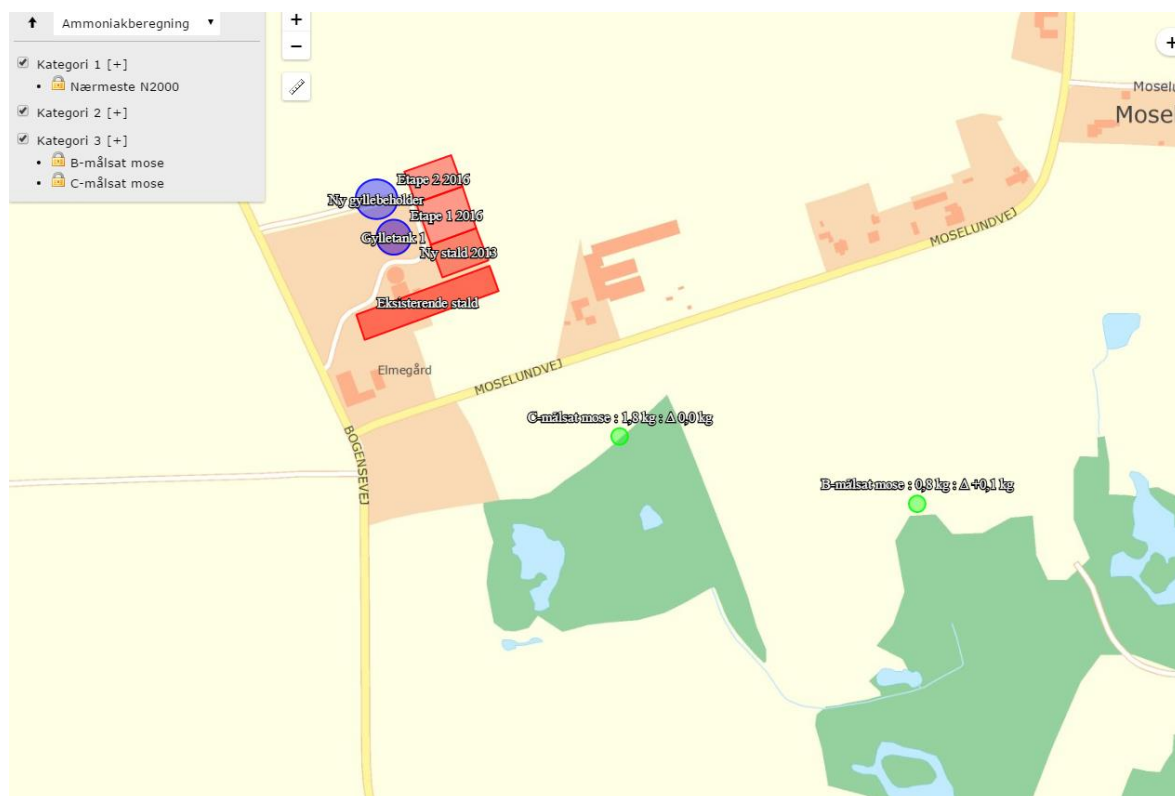 Ammoniakberegning
Kategori 1 [+]
Nærmeste N2000
Kategori 2 [+]
Kategori 3 [+]
B-målsat mose
C-målsat mose
+
−
+
Moselu
Mosel
Etape 2 2016
Ny gyllebeholder
Etape 1 2016
Gylletank 1
Ny stald 2013
Eksisterende stald
Elmegård
MOSELUNDVEJ
MOSELUNDVEJ
BOGENSEVEJ
C-målsat mose : 1,8 kg : Δ 0,0 kg
B-målsat mose : 0,8 kg : Δ +0,1 kg